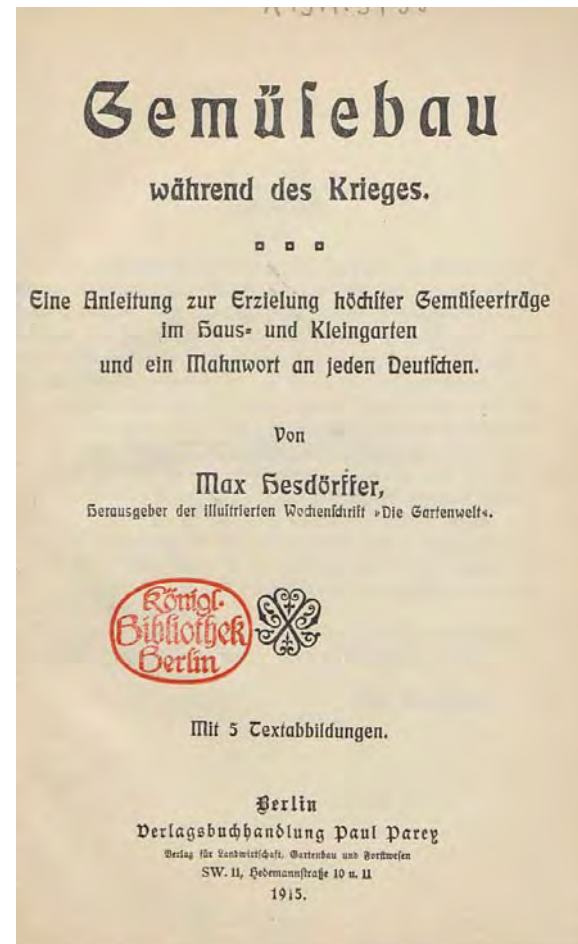 Gemüsebau
während des Krieges.
Eine Anleitung zur Erzielung höchster Gemüseerträge
im Haus- und Kleingarten
und ein Mahnwort an jeden Deutschen.
Von
Max Hesdörffer,
Herausgeber der illustrierten Wochenschrift »Die Gartenwelt«.
Königl.
Bibliothek
Berlin
Mit 5 Textabbildungen.
Berlin
Verlagsbuchhandlung Paul Parey
Verlag für Landwirtschaft, Gartenbau und Forstwesen
SW. 11, Hedemannstraße 10 u. 11
1915.